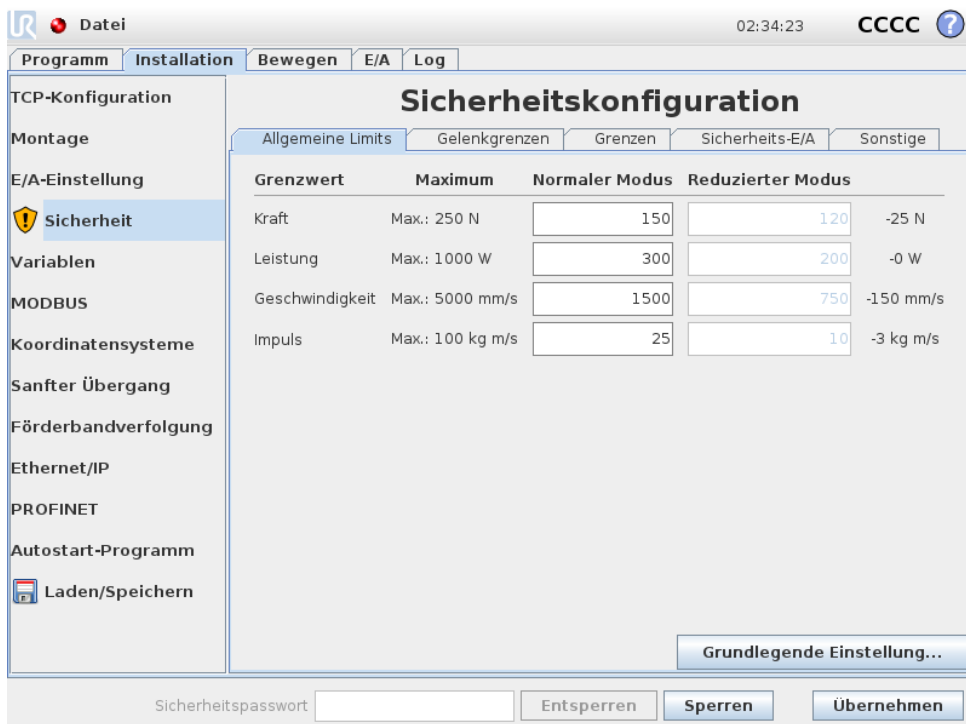 UR Datei 02:34:23 CCCC ?
Programm Installation Bewegen E/A Log
TCP-Konfiguration
Montage
E/A-Einstellung
Sicherheit
Variablen
MODBUS
Koordinatensysteme
Sanfter Übergang
Förderbandverfolgung
Ethernet/IP
PROFINET
Autostart-Programm
Laden/Speichern
Sicherheitskonfiguration
Allgemeine Limits Gelenkgrenzen Grenzen Sicherheits-E/A Sonstige
Grenzwert Maximum Normaler Modus Reduzierter Modus
Kraft Max.: 250 N 150 120 -25 N
Leistung Max.: 1000 W 300 200 -0 W
Geschwindigkeit Max.: 5000 mm/s 1500 750 -150 mm/s
Impuls Max.: 100 kg m/s 25 10 -3 kg m/s
Grundlegende Einstellung...
Sicherheitspasswort Entsperren Sperren Übernehmen